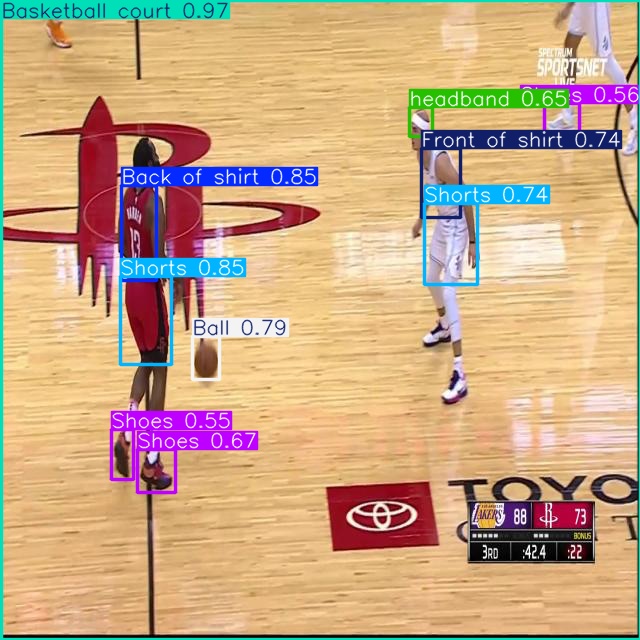 Basketball court 0.97
SPECTRUM
SPORTSNET
LIVE
headband 0.65
Shoes 0.56
Front of shirt 0.74
Back of shirt 0.85
Shorts 0.74
HARDEN
13
Shorts 0.85
Ball 0.79
Shoes 0.55
Shoes 0.67
TOYO
LAKERS 88 73
BONUS
3RD :42.4 :22